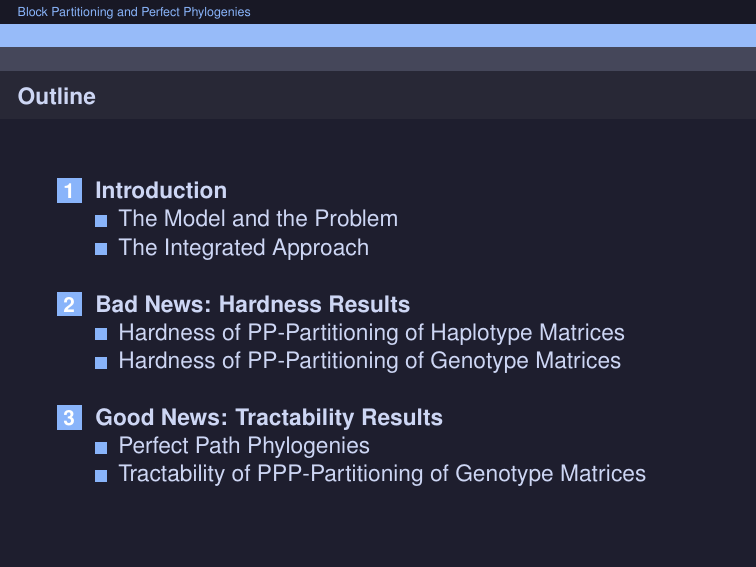 Block Partitioning and Perfect Phylogenies
Outline
1 Introduction
The Model and the Problem
The Integrated Approach
2 Bad News: Hardness Results
Hardness of PP-Partitioning of Haplotype Matrices
Hardness of PP-Partitioning of Genotype Matrices
3 Good News: Tractability Results
Perfect Path Phylogenies
Tractability of PPP-Partitioning of Genotype Matrices